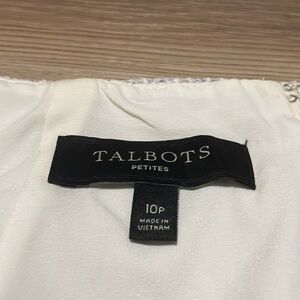 TALBOTS
PETITES
10P
MADE IN
VIETNAM